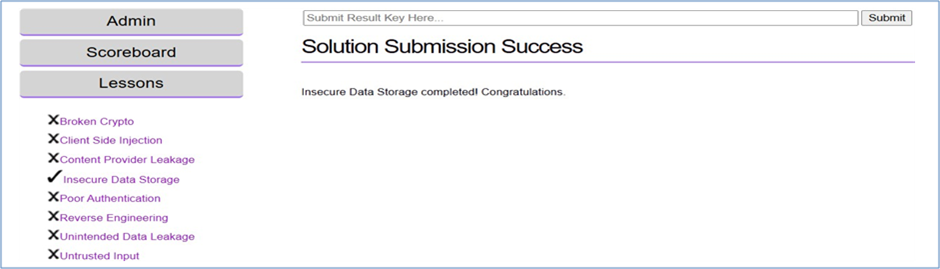 Admin
Scoreboard
Lessons
Broken Crypto
Client Side Injection
Content Provider Leakage
Insecure Data Storage
Poor Authentication
Reverse Engineering
Unintended Data Leakage
Untrusted Input
Submit Result Key Here...
Submit
Solution Submission Success
Insecure Data Storage completed! Congratulations.